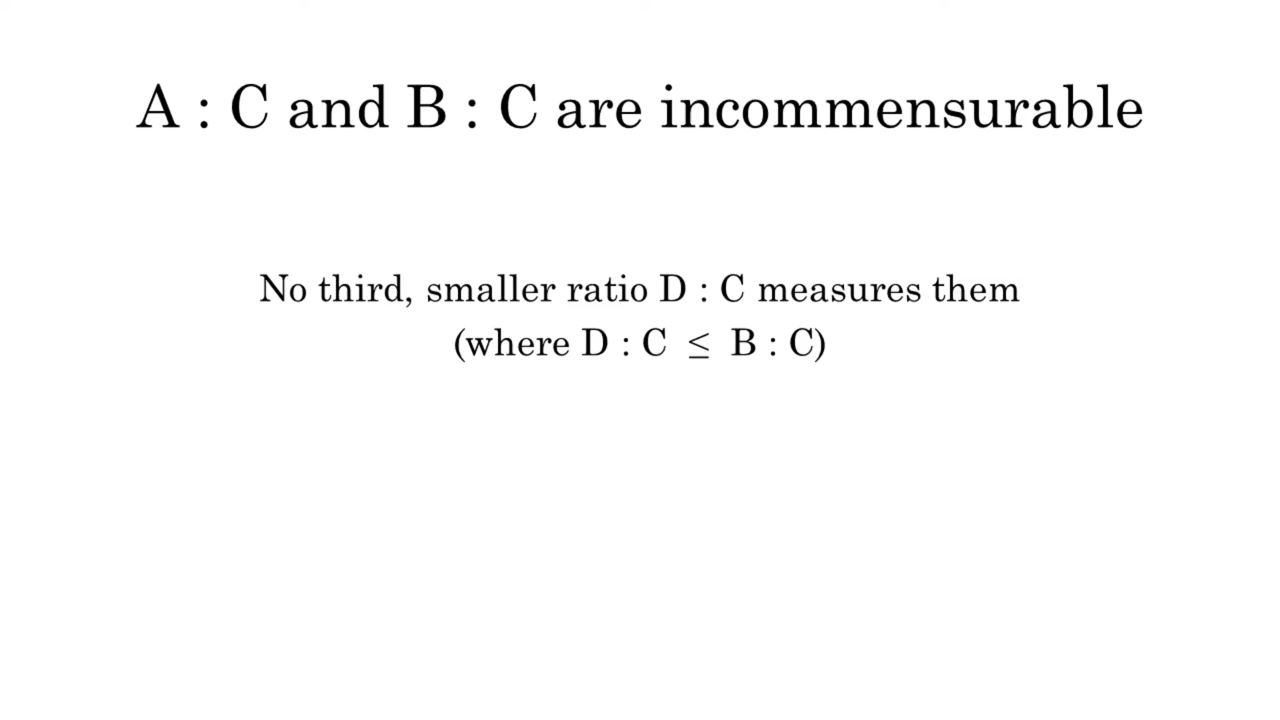 A : C and B : C are incommensurable
No third, smaller ratio D : C measures them
(where D : C ≤ B : C)